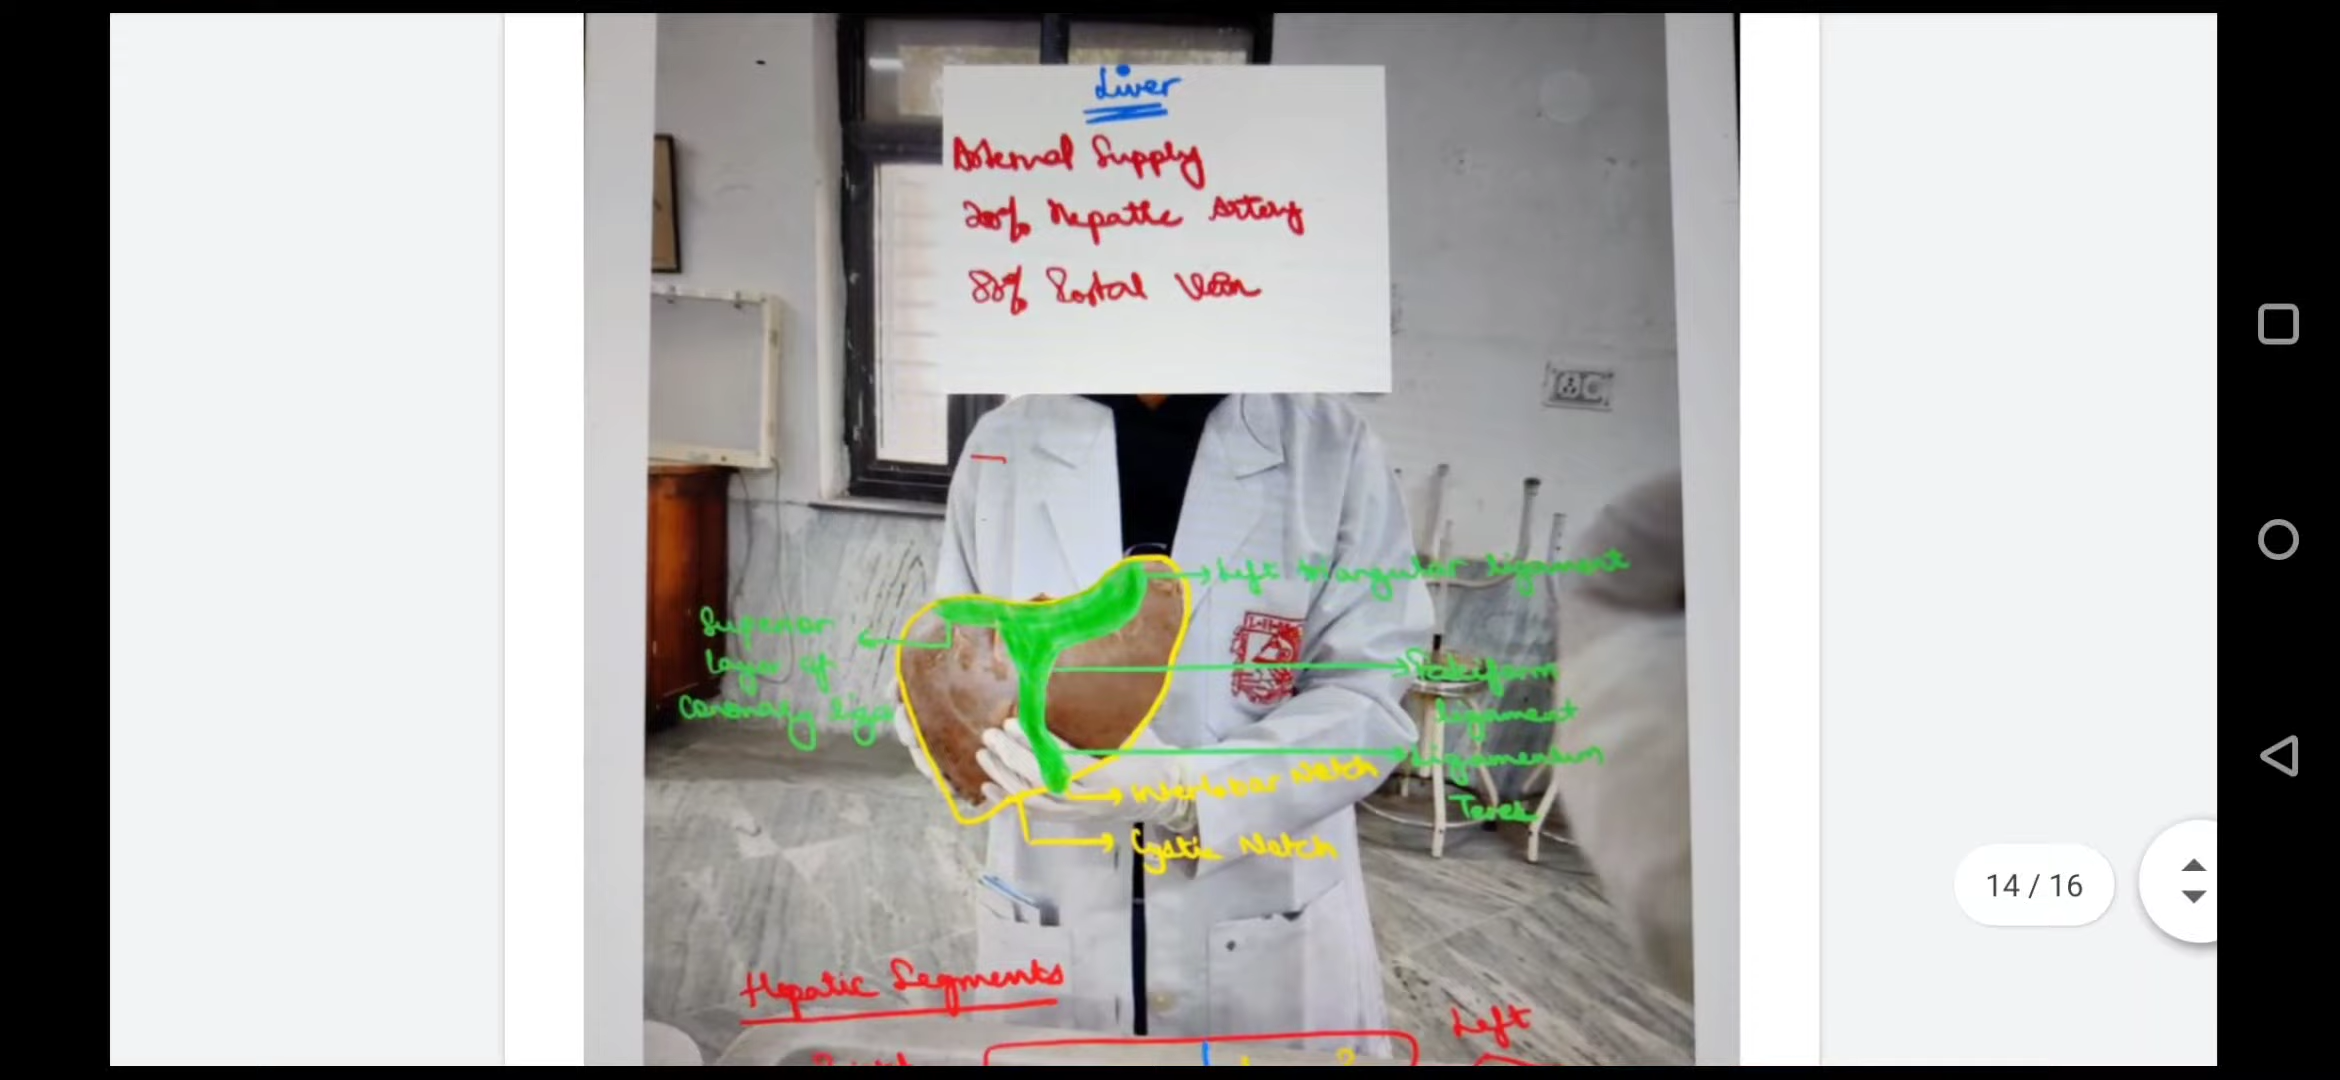 Liver
Arterial Supply
20% Hepatic Artery
80% Portal Vein
Left triangular ligament
Superior
layer of
Coronary liga
Falciform
ligament
Ligamentum
Teres
Interlobar Notch
Cystic Notch
Hepatic Segments
Left
14 / 16